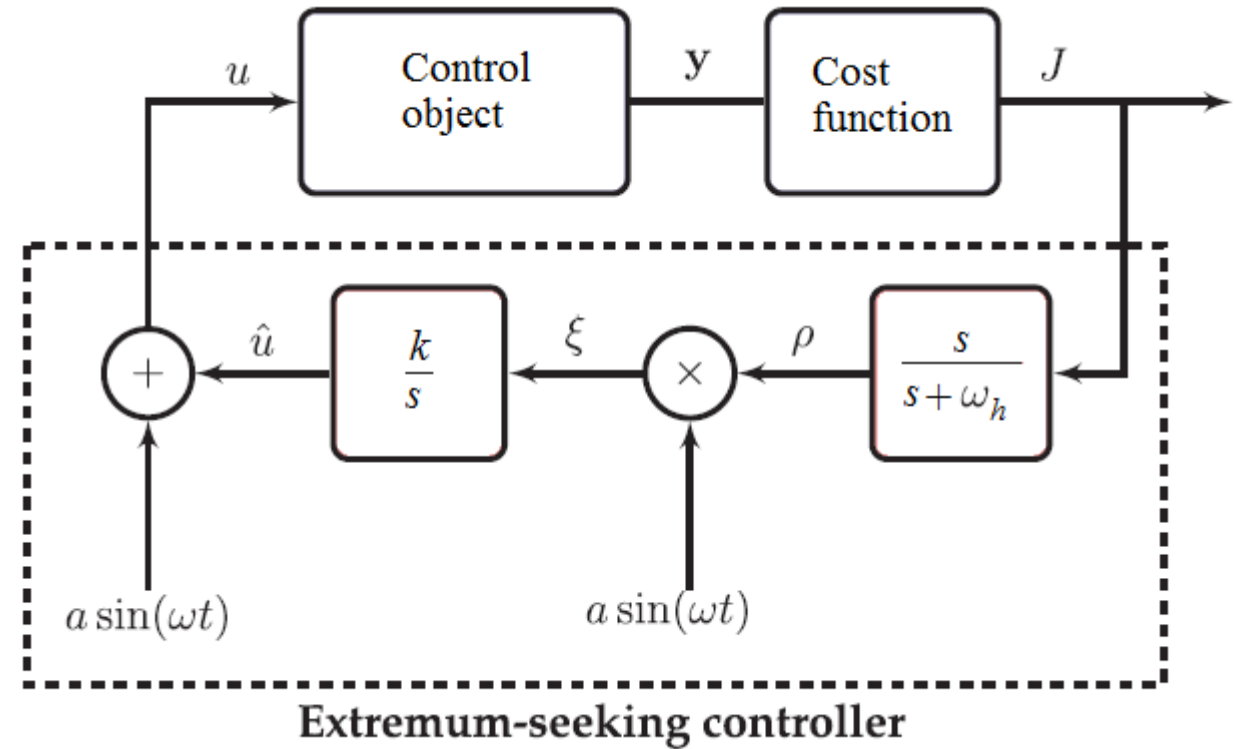 u
Control
object
y
Cost
function
J
+
û
k
s
ξ
×
ρ
s
s + ω_h
a sin(ωt)
a sin(ωt)
Extremum-seeking controller